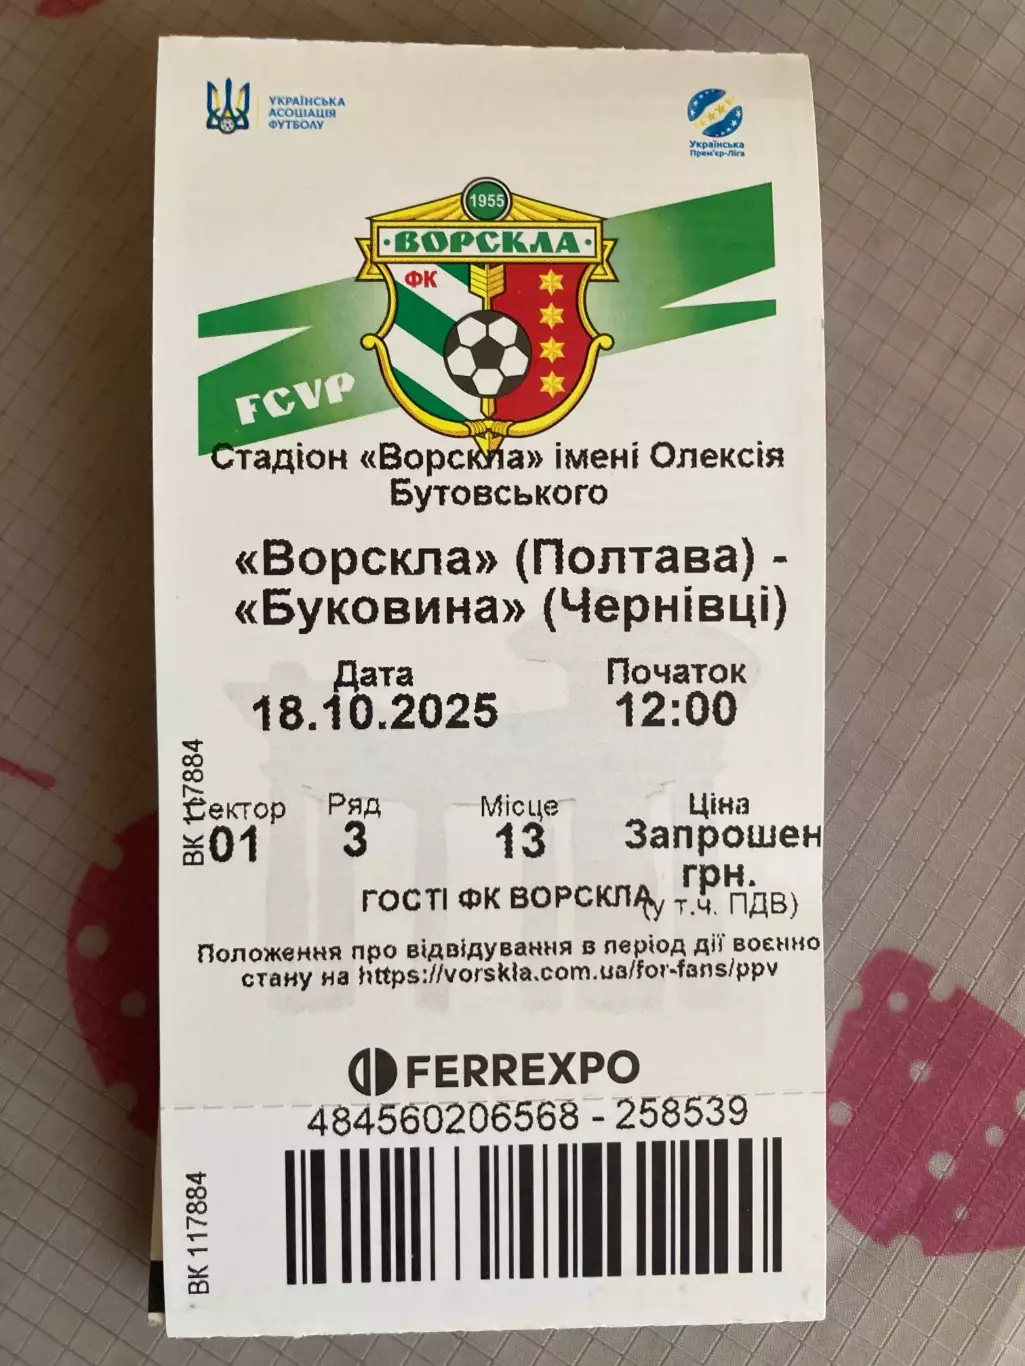 УКРАЇНСЬКА
АСОЦІАЦІЯ
ФУТБОЛУ
Українська
Прем'єр-Ліга
1955
ВОРСКЛА
ФК
FCVP
Стадіон «Ворскла» імені Олексія
Бутовського
«Ворскла» (Полтава) -
«Буковина» (Чернівці)
Дата
Початок
18.10.2025
12:00
ВК 117884
Сектор
Ряд
Місце
Ціна
01
3
13
Запрошен
грн.
ГОСТІ ФК ВОРСКЛА
(у т.ч. ПДВ)
Положення про відвідування в період дії воєнно
стану на https://vorskla.com.ua/for-fans/ppv
FERREXPO
484560206568 - 258539
ВК 117884